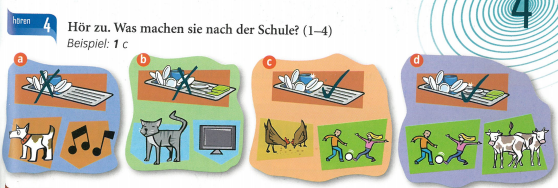 hören 4 Hör zu. Was machen sie nach der Schule? (1–4)
Beispiel: 1 c
4
a b c d